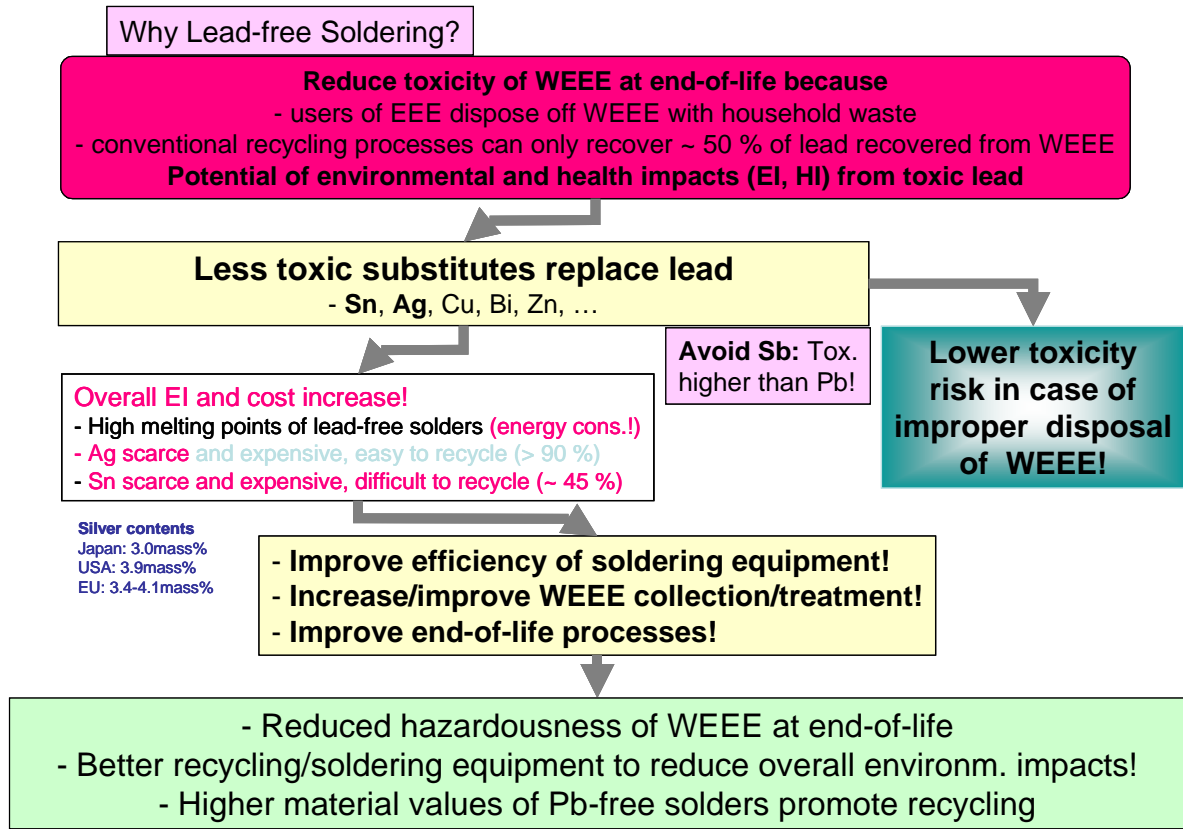 Why Lead-free Soldering?
Reduce toxicity of WEEE at end-of-life because
- users of EEE dispose off WEEE with household waste
- conventional recycling processes can only recover ~ 50 % of lead recovered from WEEE
Potential of environmental and health impacts (EI, HI) from toxic lead
Less toxic substitutes replace lead
- Sn, Ag, Cu, Bi, Zn, …
Avoid Sb: Tox.
higher than Pb!
Lower toxicity
risk in case of
improper disposal
of WEEE!
Overall EI and cost increase!
- High melting points of lead-free solders (energy cons.!)
- Ag scarce and expensive, easy to recycle (> 90 %)
- Sn scarce and expensive, difficult to recycle (~ 45 %)
Silver contents
Japan: 3.0mass%
USA: 3.9mass%
EU: 3.4-4.1mass%
- Improve efficiency of soldering equipment!
- Increase/improve WEEE collection/treatment!
- Improve end-of-life processes!
- Reduced hazardousness of WEEE at end-of-life
- Better recycling/soldering equipment to reduce overall environm. impacts!
- Higher material values of Pb-free solders promote recycling